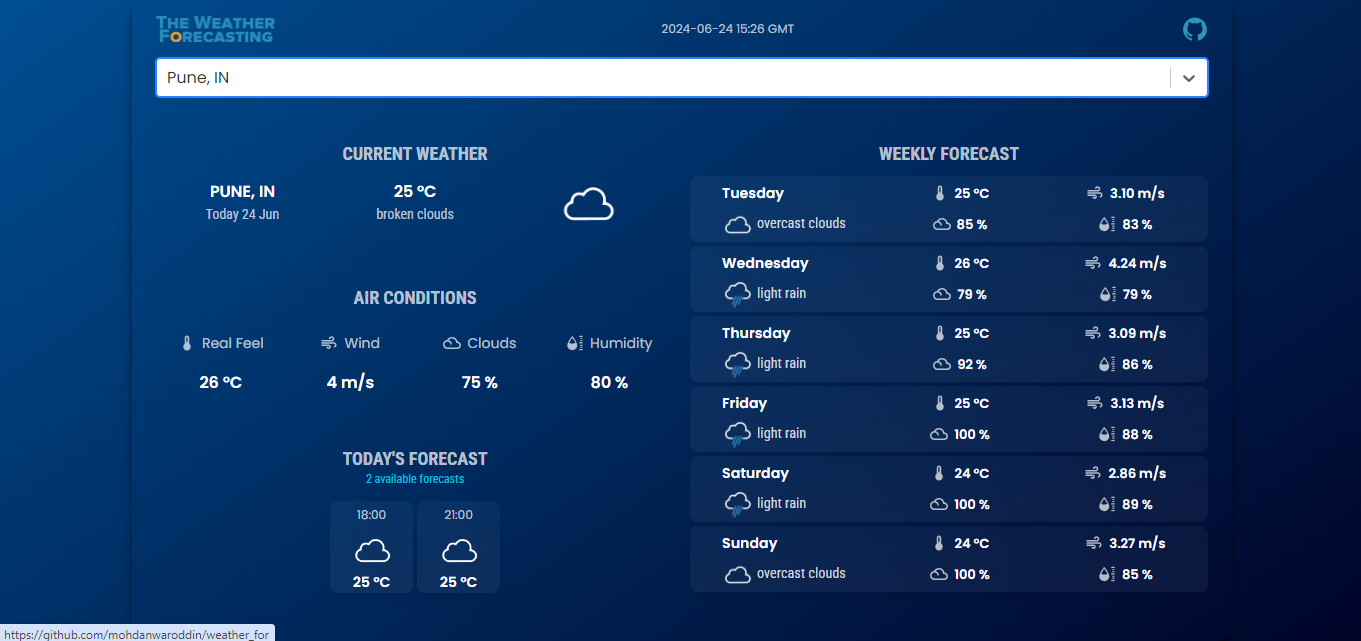 THE WEATHER
FORECASTING
2024-06-24 15:26 GMT
Pune, IN
CURRENT WEATHER
PUNE, IN
Today 24 Jun
25 °C
broken clouds
AIR CONDITIONS
Real Feel
26 °C
Wind
4 m/s
Clouds
75 %
Humidity
80 %
TODAY'S FORECAST
2 available forecasts
18:00
25 °C
21:00
25 °C
WEEKLY FORECAST
Tuesday 25 °C 3.10 m/s
overcast clouds 85 % 83 %
Wednesday 26 °C 4.24 m/s
light rain 79 % 79 %
Thursday 25 °C 3.09 m/s
light rain 92 % 86 %
Friday 25 °C 3.13 m/s
light rain 100 % 88 %
Saturday 24 °C 2.86 m/s
light rain 100 % 89 %
Sunday 24 °C 3.27 m/s
overcast clouds 100 % 85 %
https://github.com/mohdanwaroddin/weather_for